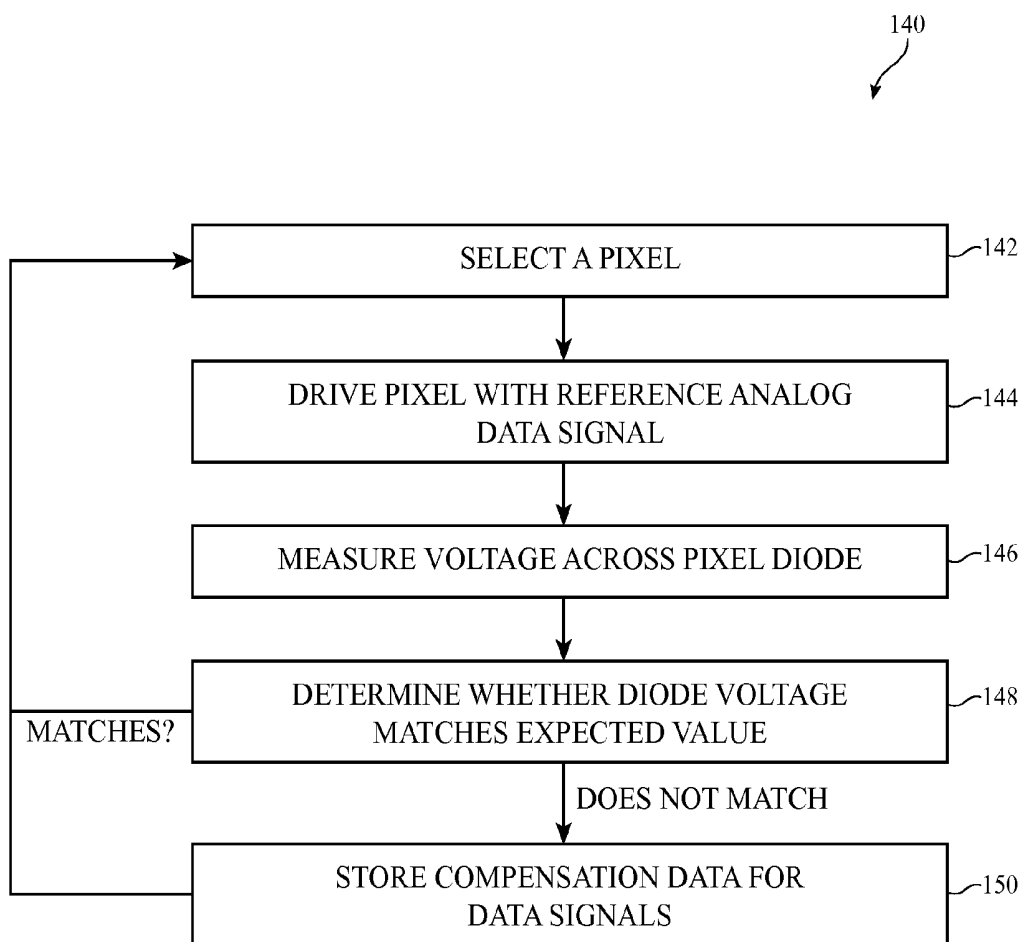 140
SELECT A PIXEL
142
DRIVE PIXEL WITH REFERENCE ANALOG
DATA SIGNAL
144
MEASURE VOLTAGE ACROSS PIXEL DIODE
146
DETERMINE WHETHER DIODE VOLTAGE
MATCHES EXPECTED VALUE
148
MATCHES?
DOES NOT MATCH
STORE COMPENSATION DATA FOR
DATA SIGNALS
150